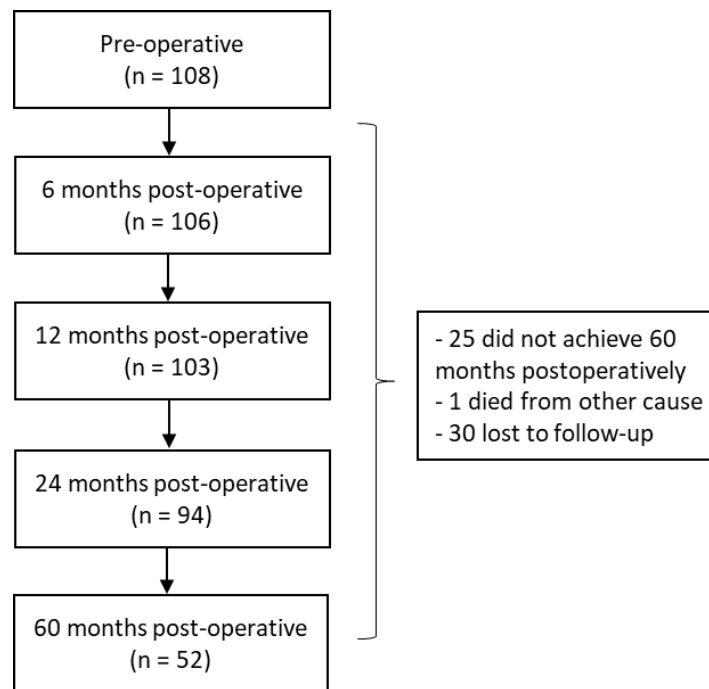 Pre-operative
(n = 108)
6 months post-operative
(n = 106)
12 months post-operative
(n = 103)
24 months post-operative
(n = 94)
60 months post-operative
(n = 52)
- 25 did not achieve 60
months postoperatively
- 1 died from other cause
- 30 lost to follow-up